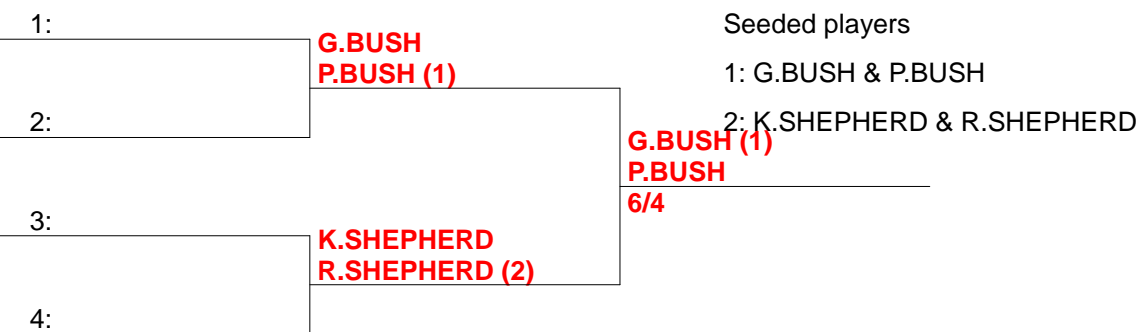 1:
G.BUSH
P.BUSH (1)
2:
3:
K.SHEPHERD
R.SHEPHERD (2)
4:
G.BUSH (1)
P.BUSH
6/4
Seeded players
1: G.BUSH & P.BUSH
2: K.SHEPHERD & R.SHEPHERD